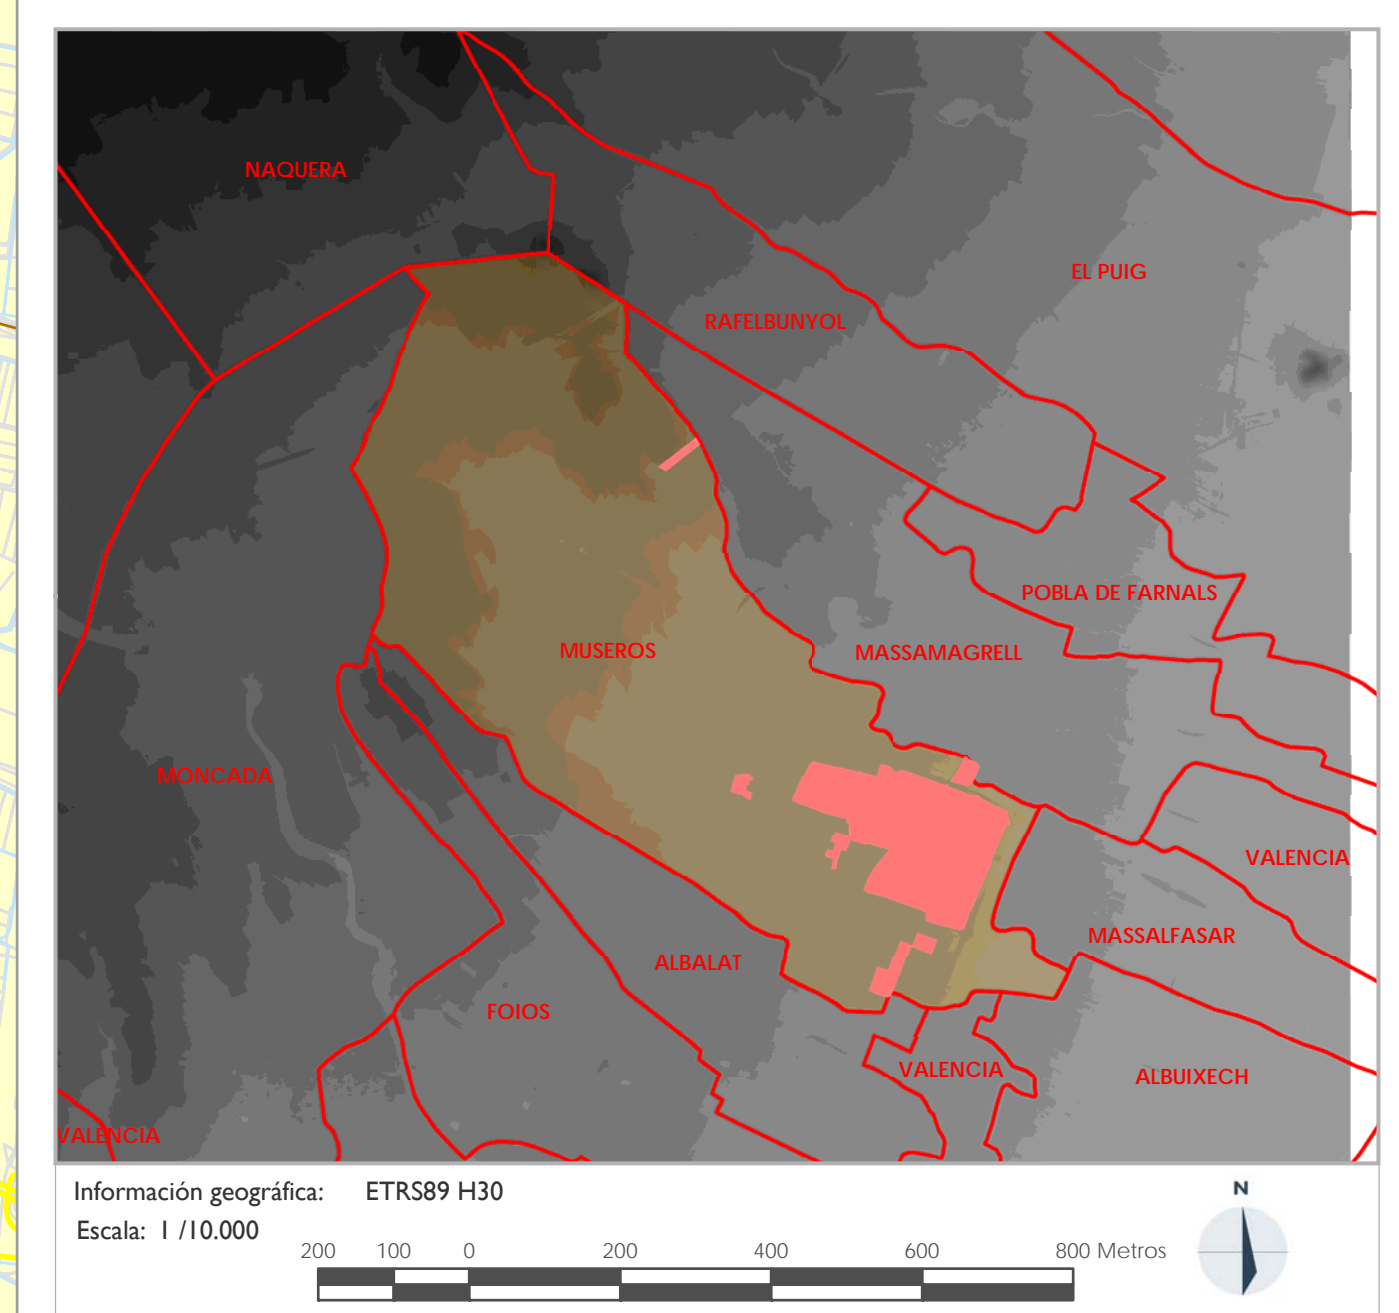 NAQUERA
EL PUIG
RAFELBUNYOL
POBLA DE FARNALS
MUSEROS
MASSAMAGRELL
MONCADA
VALENCIA
MASSALFASAR
ALBALAT
FOIOS
VALENCIA
ALBUIXECH
VALENCIA
Información geográfica: ETRS89 H30
N
Escala: 1 /10.000
200 100 0 200 400 600 800 Metros